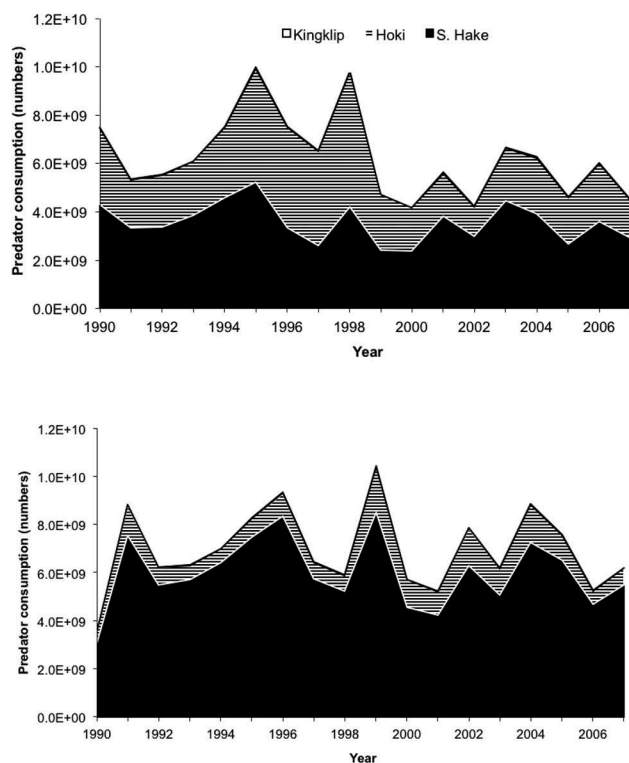 1.2E+10
Kingklip Hoki S. Hake
1.0E+10
8.0E+09
6.0E+09
4.0E+09
2.0E+09
0.0E+00
Predator consumption (numbers)
1990 1992 1994 1996 1998 2000 2002 2004 2006
Year
1.2E+10
1.0E+10
8.0E+09
6.0E+09
4.0E+09
2.0E+09
0.0E+00
Predator consumption (numbers)
1990 1992 1994 1996 1998 2000 2002 2004 2006
Year